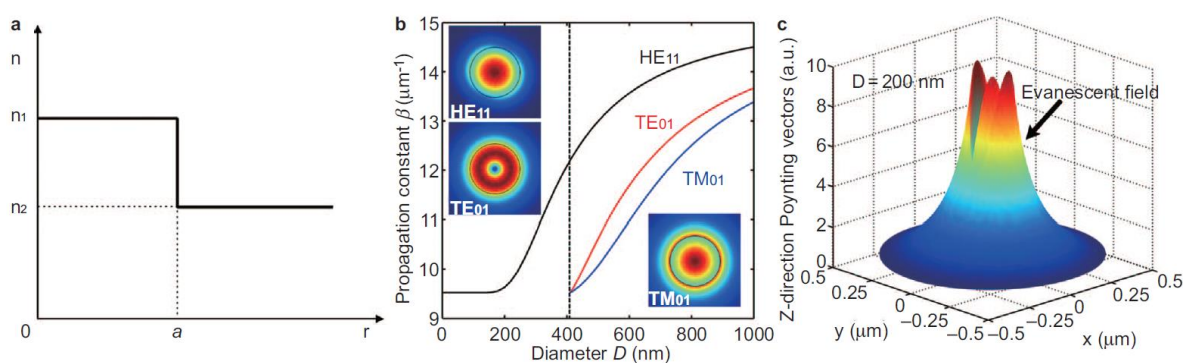 a
n
n1
n2
0
a
r
b
Propagation constant β (μm-1)
15
14
13
12
11
10
9
0
200
400
600
800
1000
Diameter D (nm)
HE11
TE01
TM01
HE11
TE01
TM01
c
Z-direction Poynting vectors (a.u.)
10
8
6
4
2
0
D = 200 nm
Evanescent field
0.5
0.25
0
–0.25
–0.5
y (μm)
–0.5
–0.25
0
0.25
0.5
x (μm)